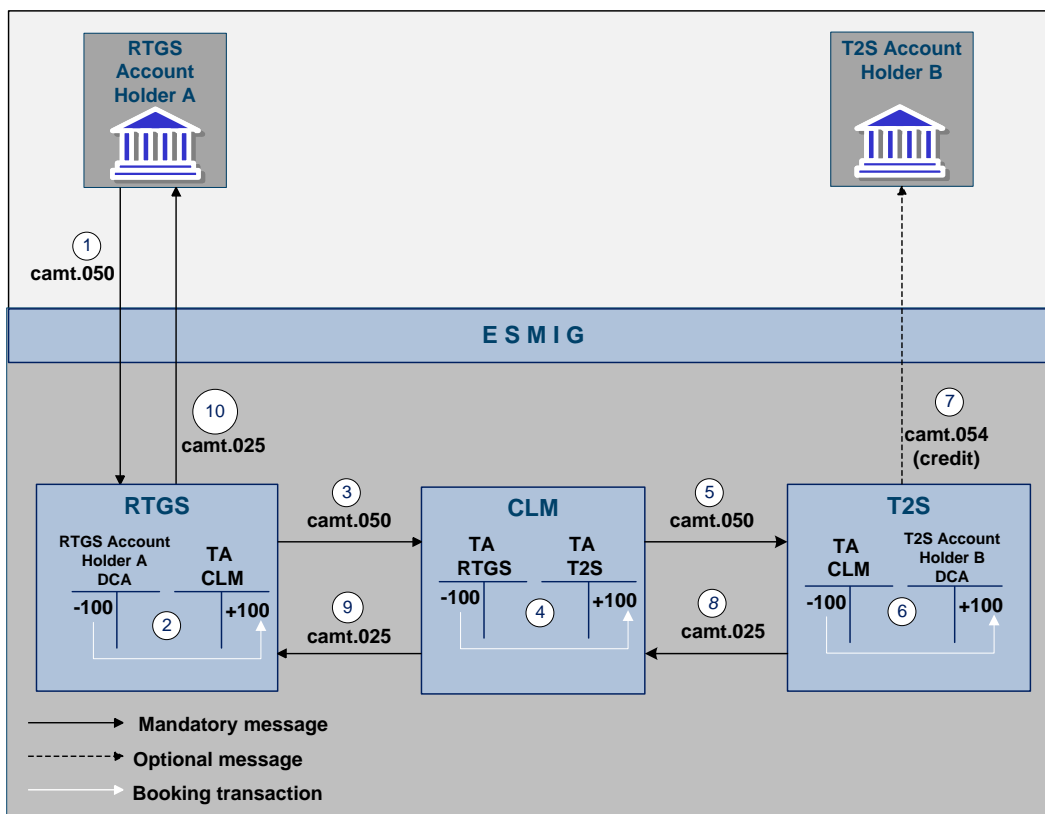 RTGS
Account
Holder A
T2S Account
Holder B
1
camt.050
E S M I G
10
camt.025
7
camt.054
(credit)
RTGS
RTGS Account
Holder A
DCA
TA
CLM
-100
+100
2
3
camt.050
9
camt.025
CLM
TA
RTGS
TA
T2S
-100
+100
4
5
camt.050
8
camt.025
T2S
TA
CLM
T2S Account
Holder B
DCA
-100
+100
6
Mandatory message
Optional message
Booking transaction